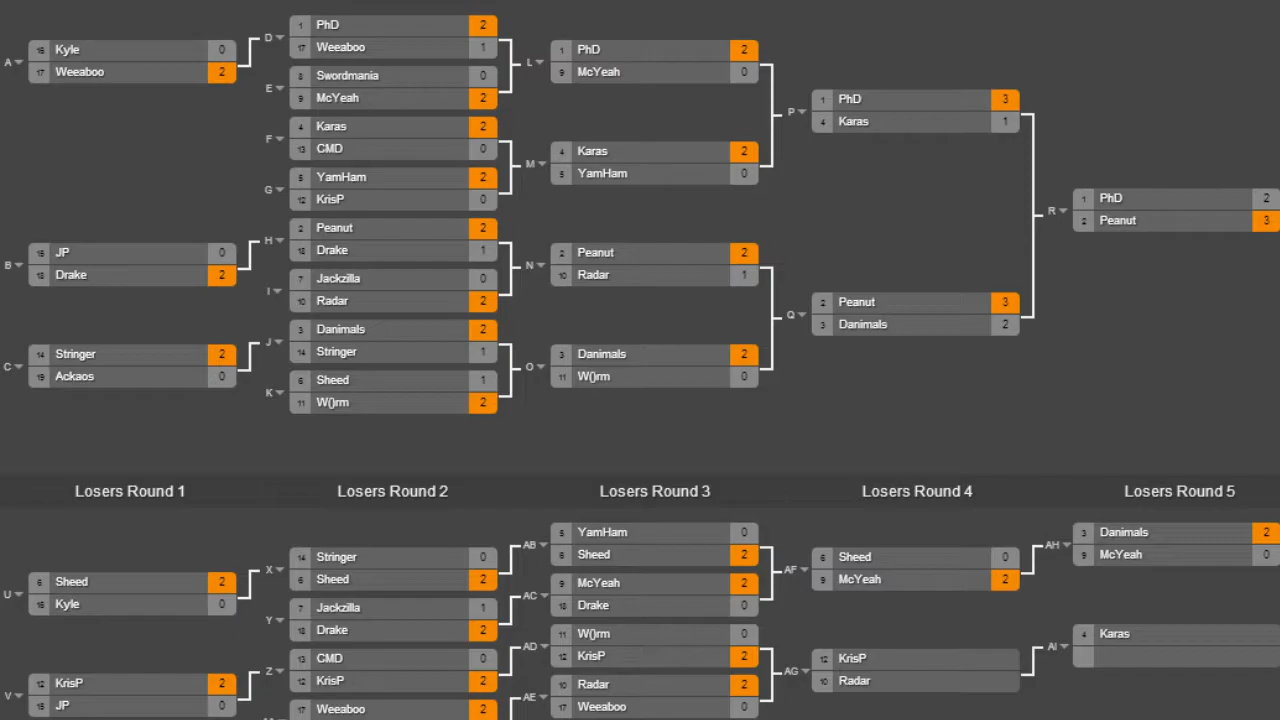 A
16 Kyle 0
17 Weeaboo 2
B
15 JP 0
18 Drake 2
C
14 Stringer 2
19 Ackaos 0
D
1 PhD 2
17 Weeaboo 1
E
8 Swordmania 0
9 McYeah 2
F
4 Karas 2
13 CMD 0
G
5 YamHam 2
12 KrisP 0
H
2 Peanut 2
18 Drake 1
I
7 Jackzilla 0
10 Radar 2
J
3 Danimals 2
14 Stringer 1
K
6 Sheed 1
11 W()rm 2
L
1 PhD 2
9 McYeah 0
M
4 Karas 2
5 YamHam 0
N
2 Peanut 2
10 Radar 1
O
3 Danimals 2
11 W()rm 0
P
1 PhD 3
4 Karas 1
Q
2 Peanut 3
3 Danimals 2
R
1 PhD 2
2 Peanut 3
Losers Round 1
Losers Round 2
Losers Round 3
Losers Round 4
Losers Round 5
U
6 Sheed 2
16 Kyle 0
V
12 KrisP 2
15 JP 0
X
14 Stringer 0
6 Sheed 2
Y
7 Jackzilla 1
18 Drake 2
Z
13 CMD 0
12 KrisP 2
17 Weeaboo 2
AB
5 YamHam 0
6 Sheed 2
AC
9 McYeah 2
18 Drake 0
AD
11 W()rm 0
12 KrisP 2
AE
10 Radar 2
17 Weeaboo 0
AF
6 Sheed 0
9 McYeah 2
AG
12 KrisP
10 Radar
AH
3 Danimals 2
9 McYeah 0
AI
4 Karas